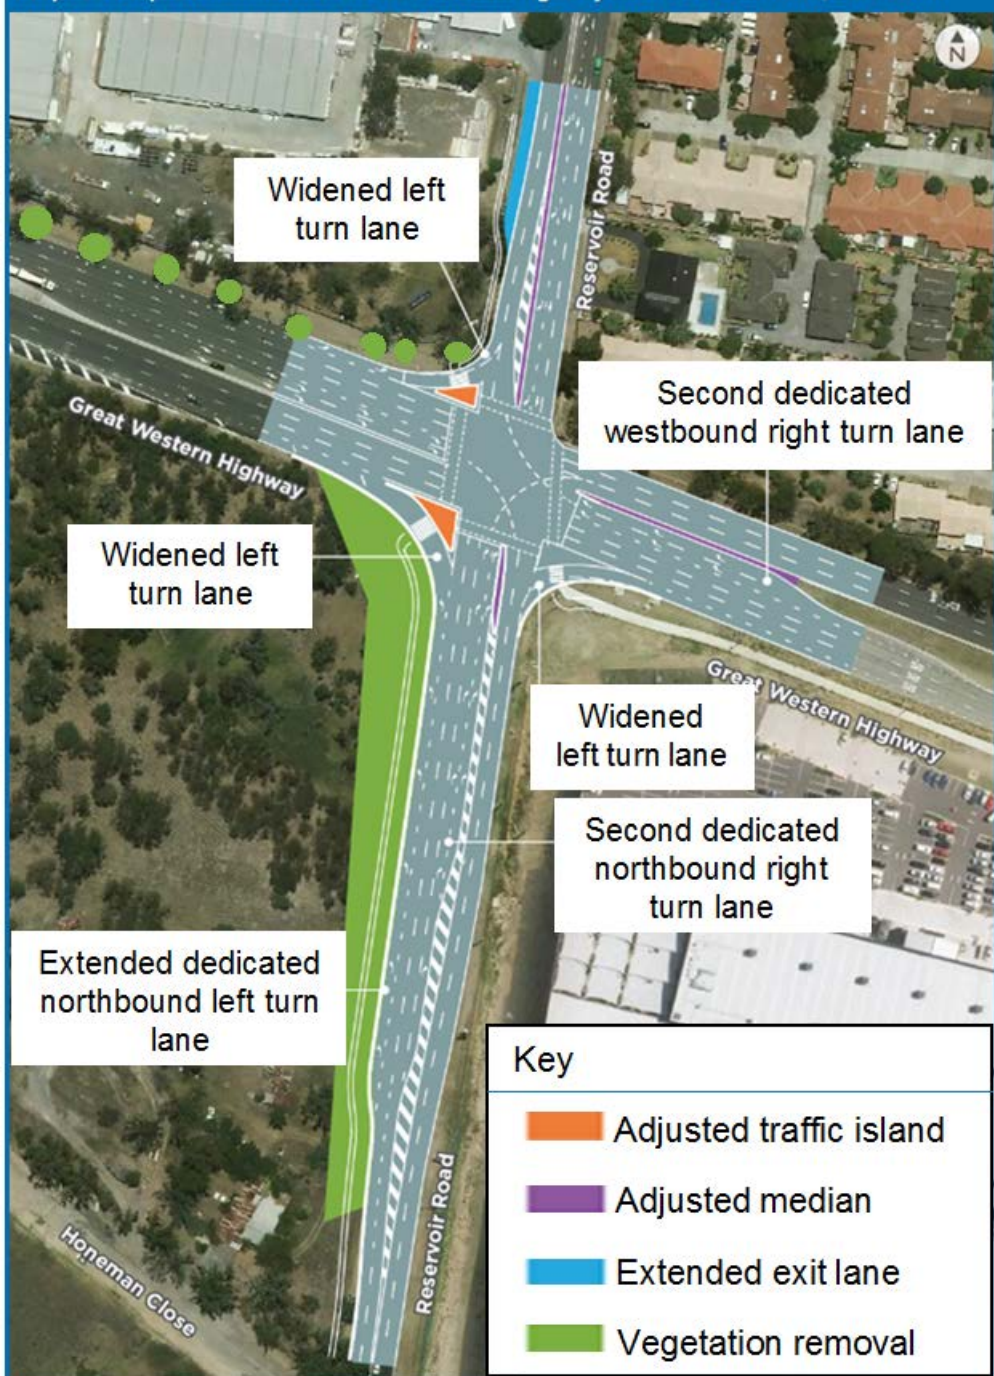 N
Widened left
turn lane
Reservoir Road
Second dedicated
westbound right turn lane
Great Western Highway
Widened left
turn lane
Great Western Highway
Widened
left turn lane
Second dedicated
northbound right
turn lane
Extended dedicated
northbound left turn
lane
Reservoir Road
Honeman Close
Key
Adjusted traffic island
Adjusted median
Extended exit lane
Vegetation removal